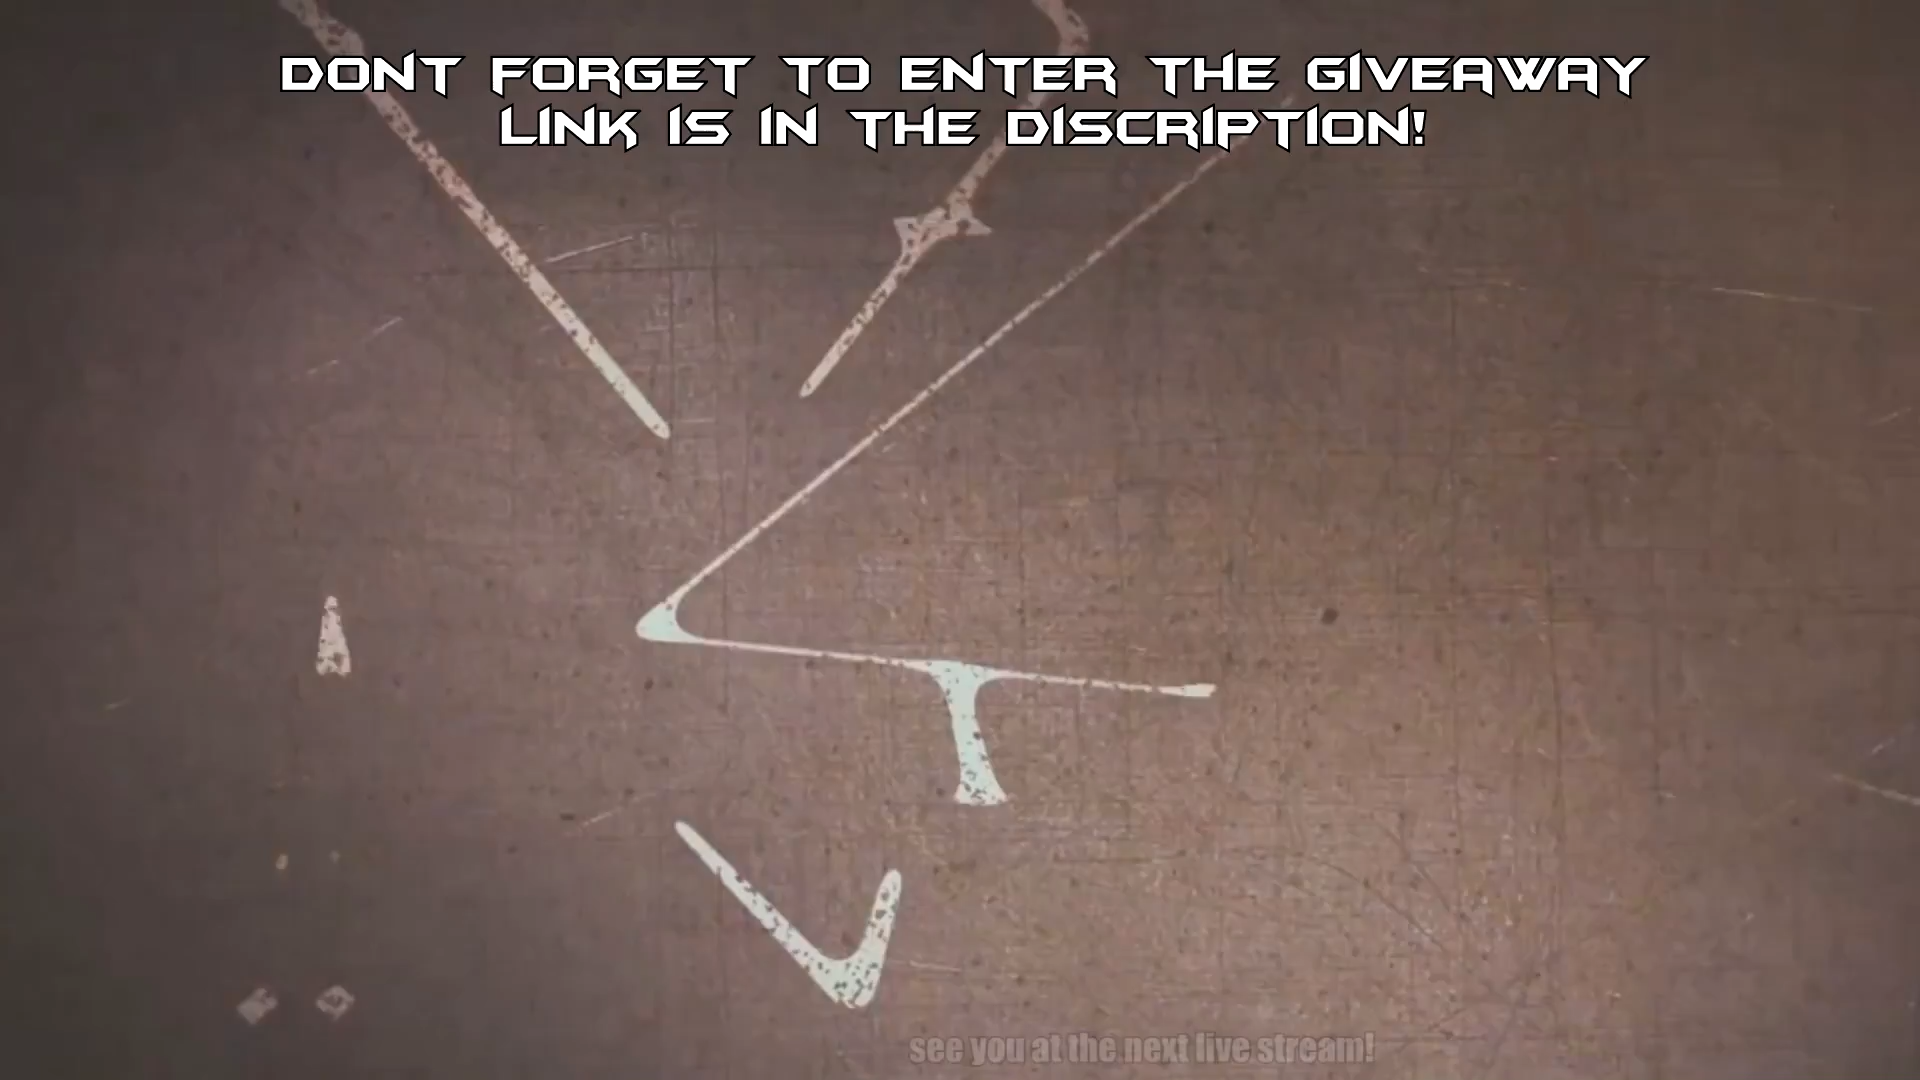 DONT FORGET TO ENTER THE GIVEAWAY
LINK IS IN THE DISCRIPTION!
see you at the next live stream!